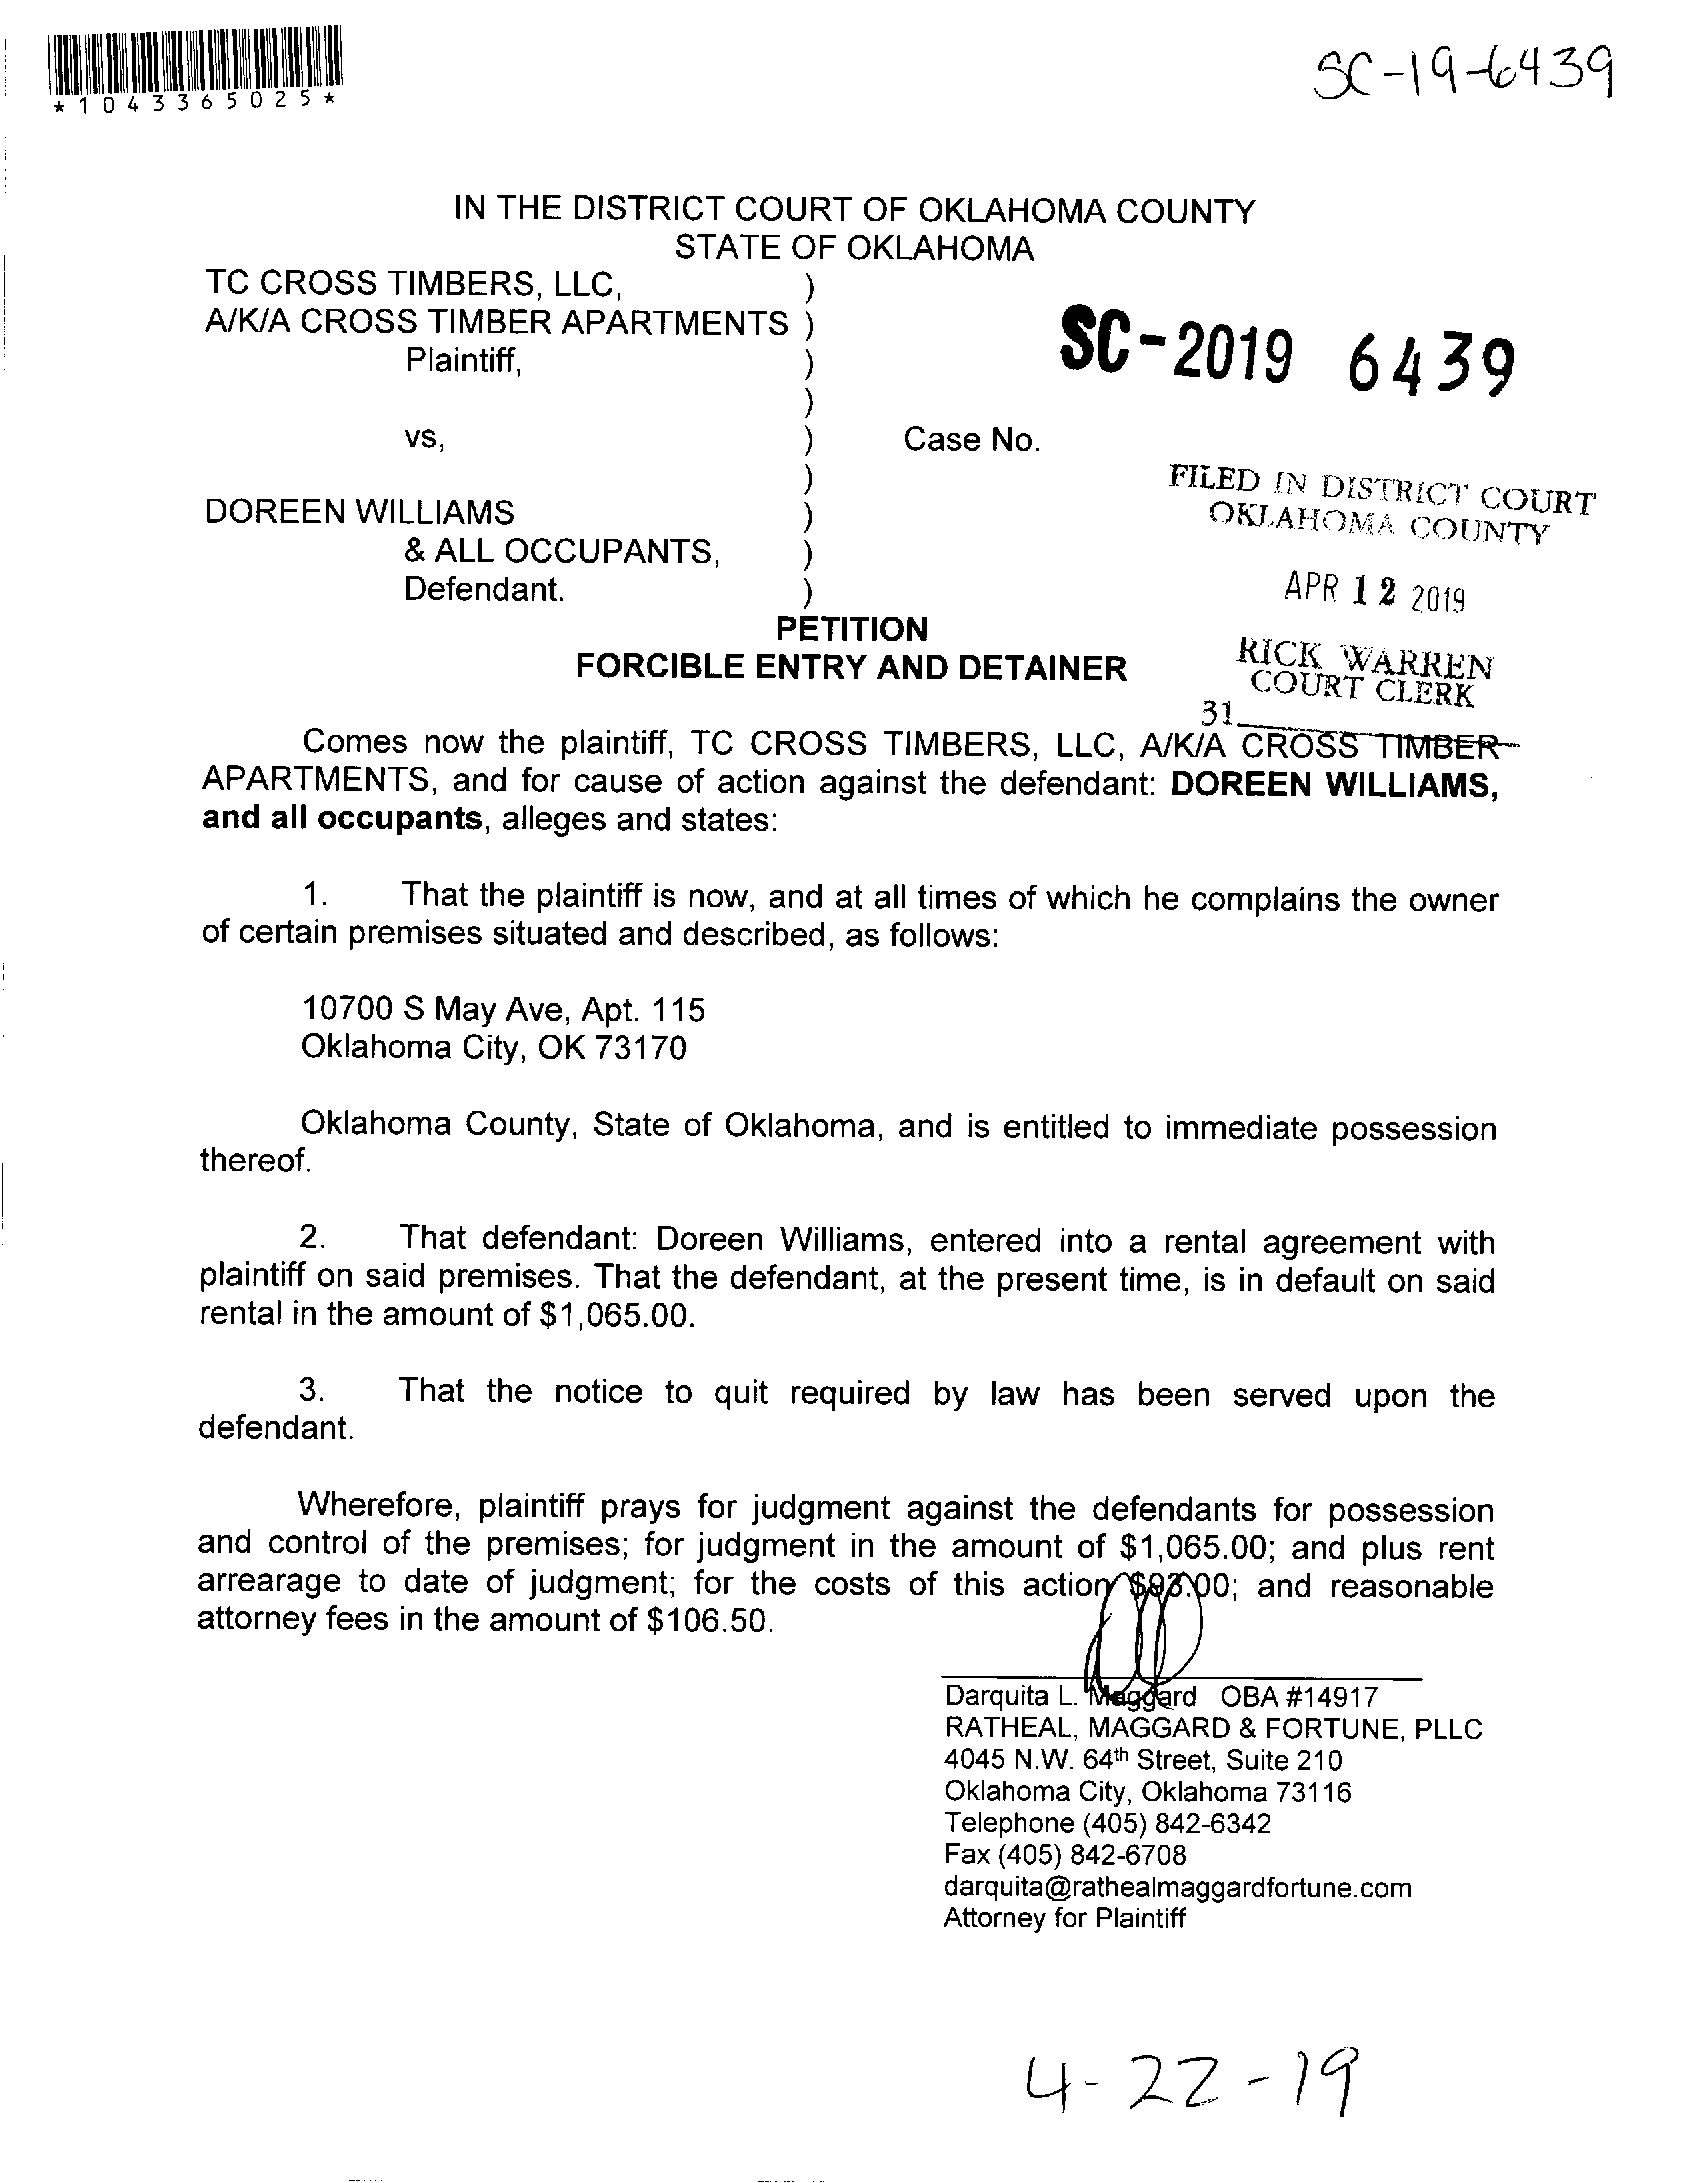 *1043365025*
SC-19-6439
IN THE DISTRICT COURT OF OKLAHOMA COUNTY
STATE OF OKLAHOMA
TC CROSS TIMBERS, LLC, )
A/K/A CROSS TIMBER APARTMENTS )
Plaintiff, )
)
SC-2019 6439
vs, ) Case No.
)
FILED IN DISTRICT COURT
OKLAHOMA COUNTY
DOREEN WILLIAMS )
& ALL OCCUPANTS, )
Defendant. )
APR 12 2019
PETITION
FORCIBLE ENTRY AND DETAINER
RICK WARREN
COURT CLERK
31
Comes now the plaintiff, TC CROSS TIMBERS, LLC, A/K/A CROSS TIMBER
APARTMENTS, and for cause of action against the defendant: DOREEN WILLIAMS,
and all occupants, alleges and states:
1. That the plaintiff is now, and at all times of which he complains the owner
of certain premises situated and described, as follows:
10700 S May Ave, Apt. 115
Oklahoma City, OK 73170
Oklahoma County, State of Oklahoma, and is entitled to immediate possession
thereof.
2. That defendant: Doreen Williams, entered into a rental agreement with
plaintiff on said premises. That the defendant, at the present time, is in default on said
rental in the amount of $1,065.00.
3. That the notice to quit required by law has been served upon the
defendant.
Wherefore, plaintiff prays for judgment against the defendants for possession
and control of the premises; for judgment in the amount of $1,065.00; and plus rent
arrearage to date of judgment; for the costs of this action $93.00; and reasonable
attorney fees in the amount of $106.50.
Darquita L. Maggard OBA #14917
RATHEAL, MAGGARD & FORTUNE, PLLC
4045 N.W. 64th Street, Suite 210
Oklahoma City, Oklahoma 73116
Telephone (405) 842-6342
Fax (405) 842-6708
darquita@rathealmaggardfortune.com
Attorney for Plaintiff
4-22-19